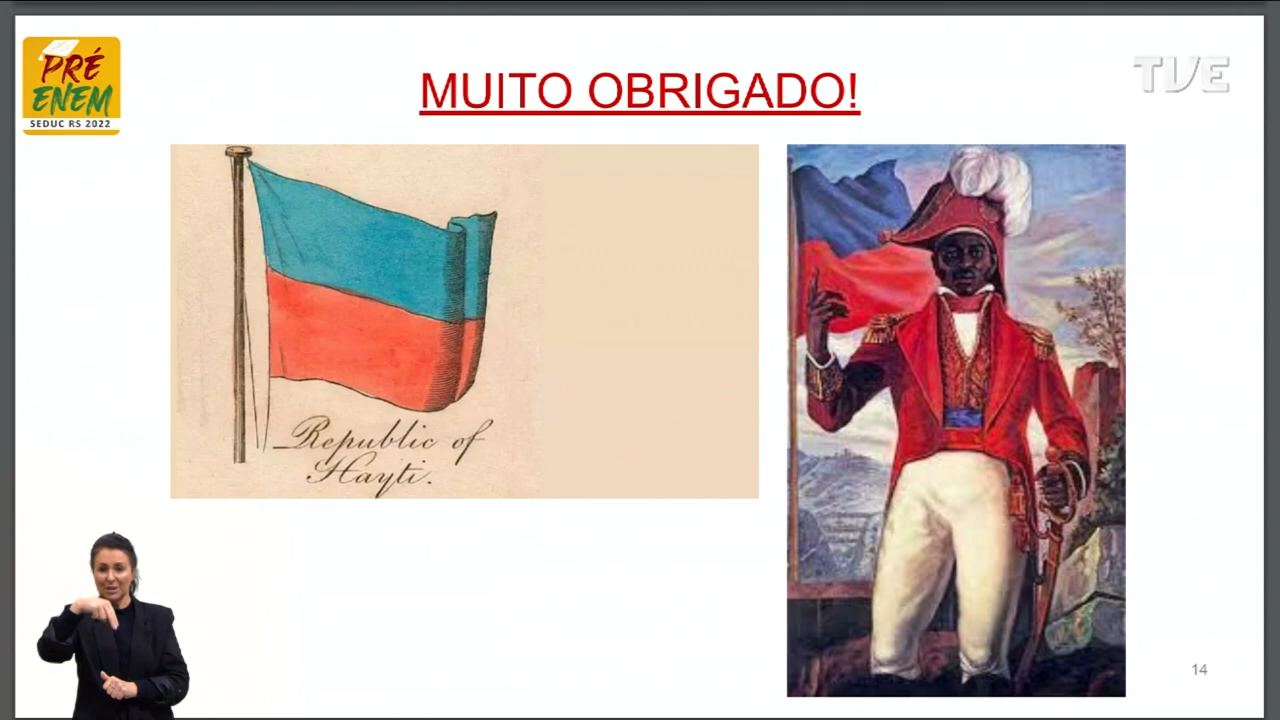 PRÉ
ENEM
SEDUC RS 2022
MUITO OBRIGADO!
TVE
Republic of
Hayti.
14